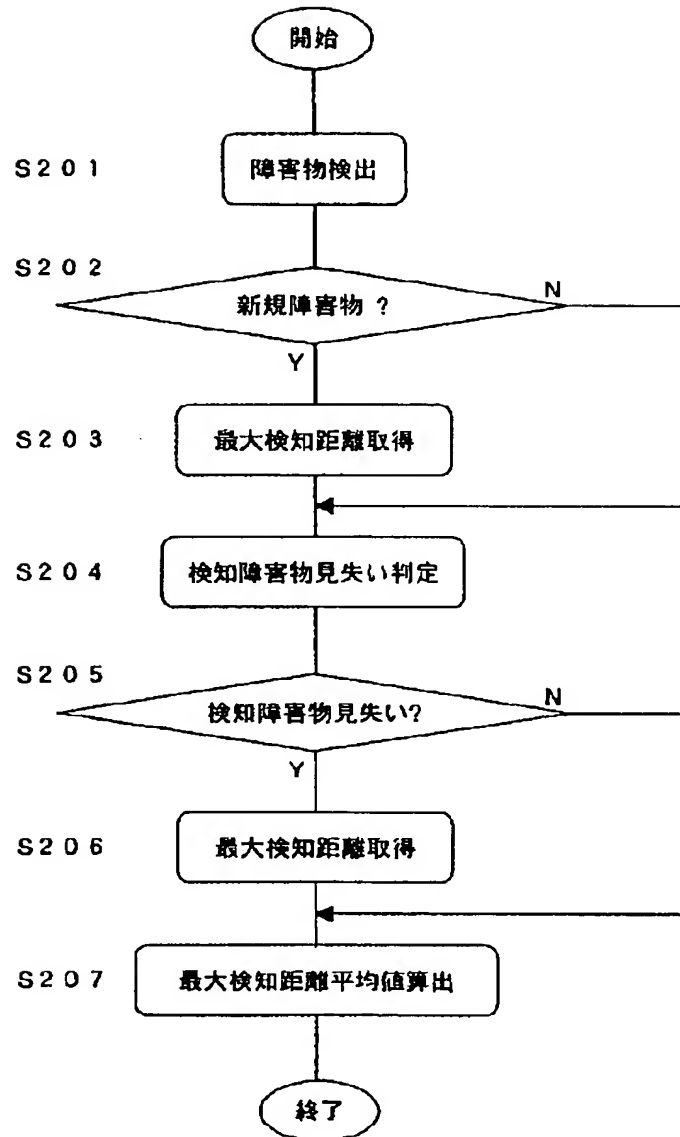 開始
S201 障害物検出
S202
新規障害物 ? N
Y
S203 最大検知距離取得
S204 検知障害物見失い判定
S205
検知障害物見失い? N
Y
S206 最大検知距離取得
S207 最大検知距離平均値算出
終了